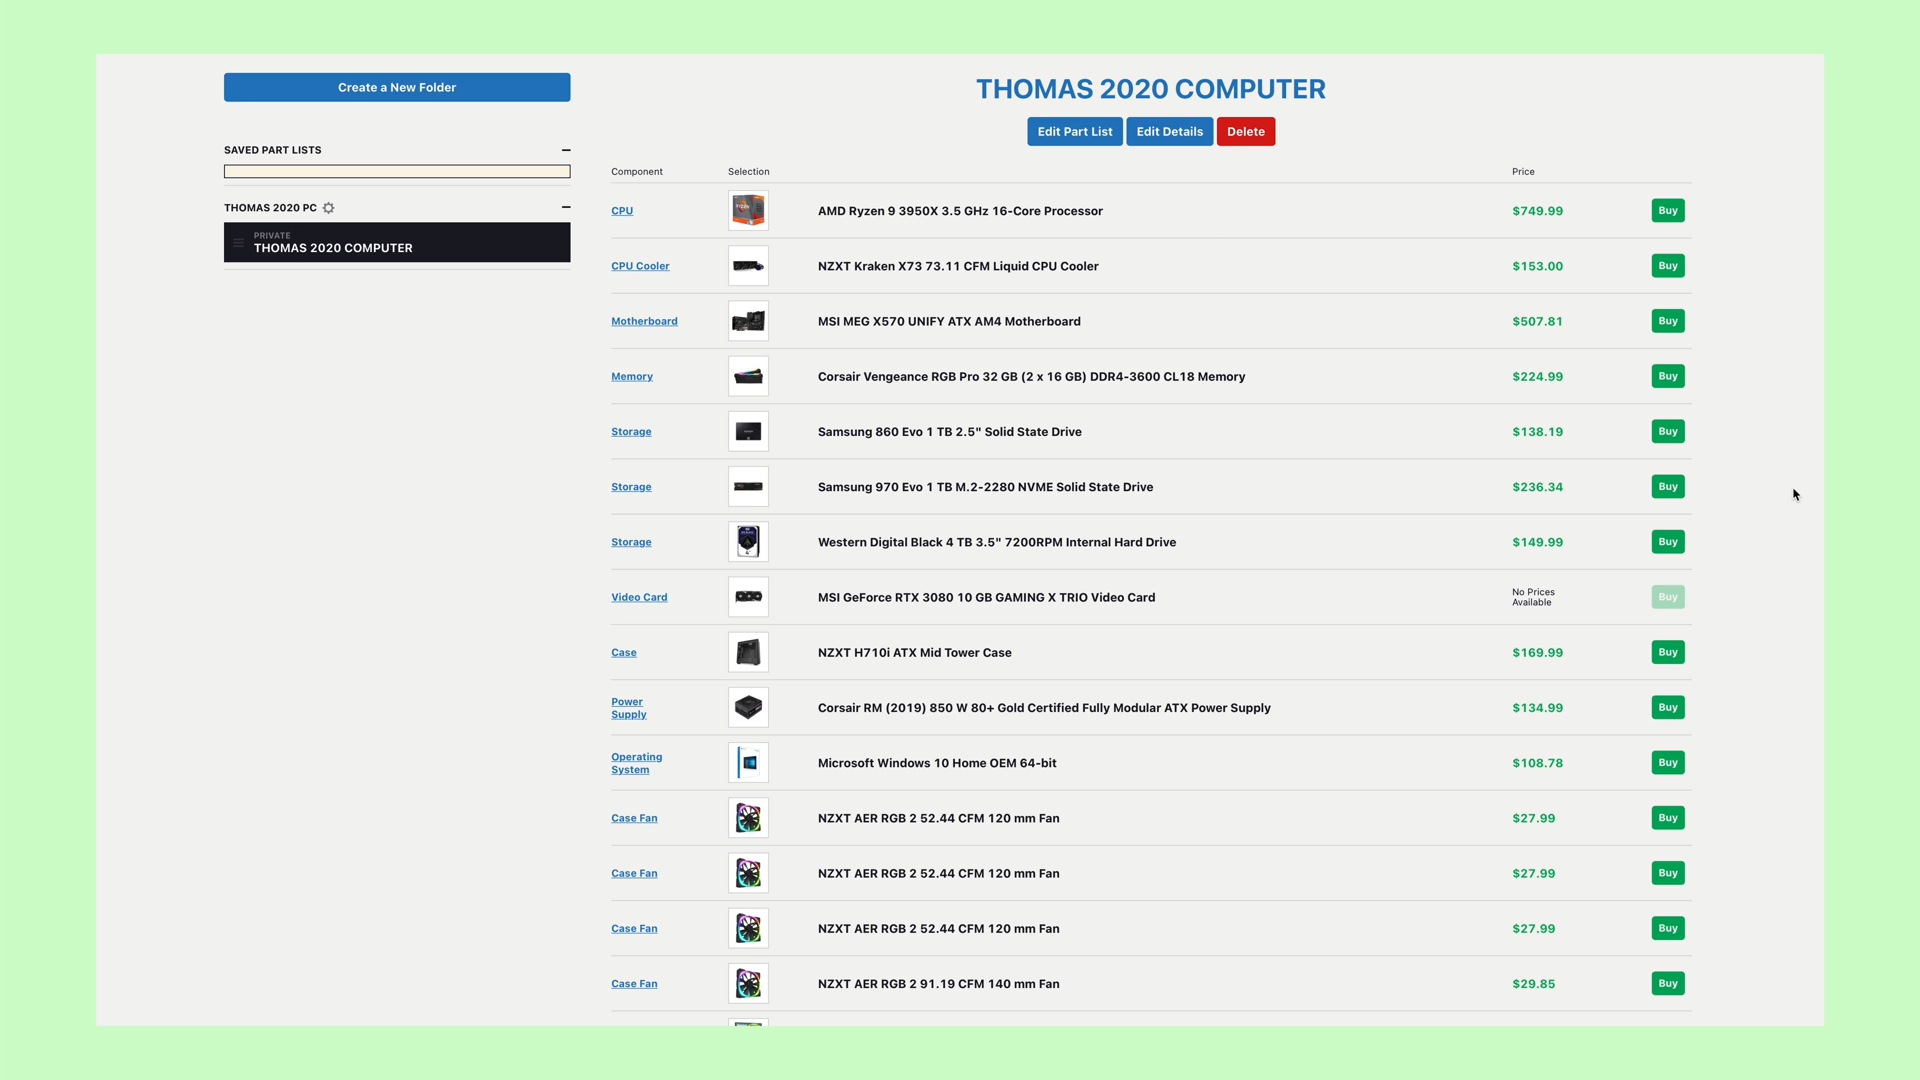 Create a New Folder
SAVED PART LISTS
THOMAS 2020 PC
PRIVATE
THOMAS 2020 COMPUTER
THOMAS 2020 COMPUTER
Edit Part List Edit Details Delete
Component Selection Price
CPU AMD Ryzen 9 3950X 3.5 GHz 16-Core Processor $749.99 Buy
CPU Cooler NZXT Kraken X73 73.11 CFM Liquid CPU Cooler $153.00 Buy
Motherboard MSI MEG X570 UNIFY ATX AM4 Motherboard $507.81 Buy
Memory Corsair Vengeance RGB Pro 32 GB (2 x 16 GB) DDR4-3600 CL18 Memory $224.99 Buy
Storage Samsung 860 Evo 1 TB 2.5" Solid State Drive $138.19 Buy
Storage Samsung 970 Evo 1 TB M.2-2280 NVME Solid State Drive $236.34 Buy
Storage Western Digital Black 4 TB 3.5" 7200RPM Internal Hard Drive $149.99 Buy
Video Card MSI GeForce RTX 3080 10 GB GAMING X TRIO Video Card No Prices
Available Buy
Case NZXT H710i ATX Mid Tower Case $169.99 Buy
Power
Supply Corsair RM (2019) 850 W 80+ Gold Certified Fully Modular ATX Power Supply $134.99 Buy
Operating
System Microsoft Windows 10 Home OEM 64-bit $108.78 Buy
Case Fan NZXT AER RGB 2 52.44 CFM 120 mm Fan $27.99 Buy
Case Fan NZXT AER RGB 2 52.44 CFM 120 mm Fan $27.99 Buy
Case Fan NZXT AER RGB 2 52.44 CFM 120 mm Fan $27.99 Buy
Case Fan NZXT AER RGB 2 91.19 CFM 140 mm Fan $29.85 Buy